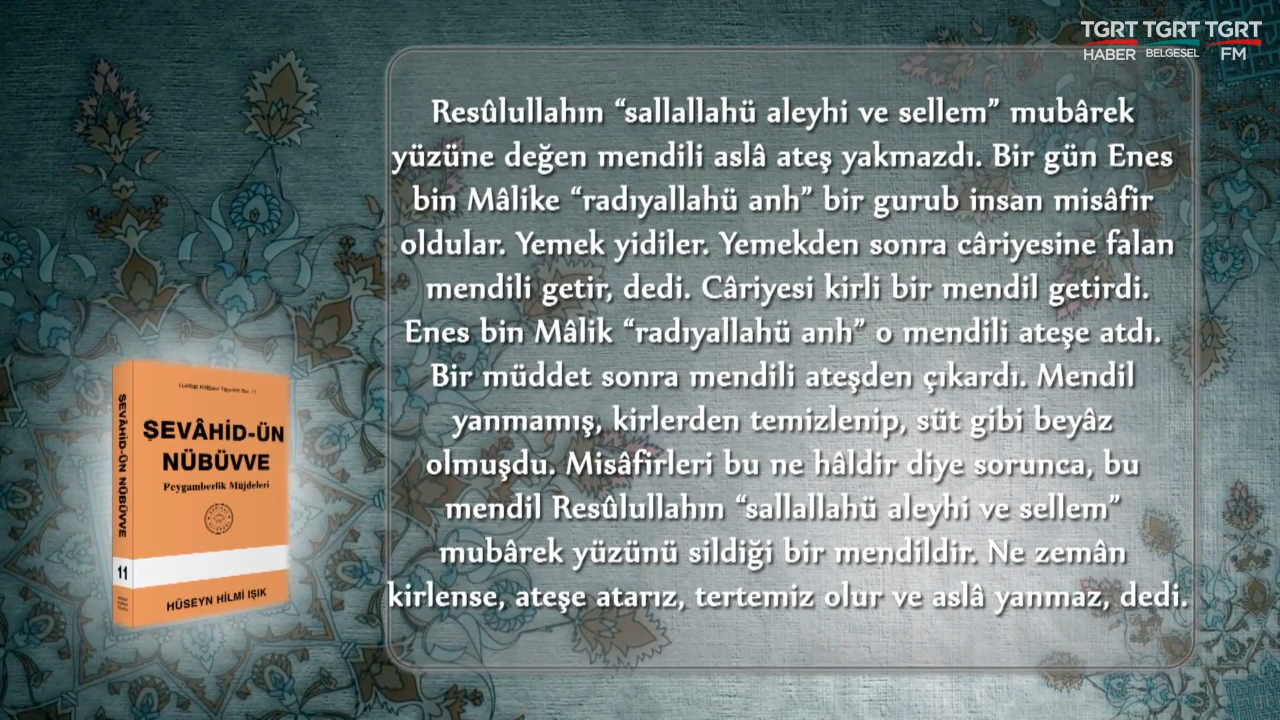 TGRT TGRT TGRT
HABER BELGESEL FM
Resûlullahın “sallallahü aleyhi ve sellem” mubârek
yüzüne değen mendili aslâ ateş yakmazdı. Bir gün Enes
bin Mâlike “radıyallahü anh” bir gurub insan misâfir
oldular. Yemek yidiler. Yemekden sonra câriyesine falan
mendili getir, dedi. Câriyesi kirli bir mendil getirdi.
Enes bin Mâlik “radıyallahü anh” o mendili ateşe atdı.
Bir müddet sonra mendili ateşden çıkardı. Mendil
yanmamış, kirlerden temizlenip, süt gibi beyâz
olmuşdu. Misâfirleri bu ne hâldir diye sorunca, bu
mendil Resûlullahın “sallallahü aleyhi ve sellem”
mubârek yüzünü sildiği bir mendildir. Ne zemân
kirlense, ateşe atarız, tertemiz olur ve aslâ yanmaz, dedi.
ŞEVÂHİD-ÜN NÜBÜVVE
11
ŞEVÂHİD-ÜN
NÜBÜVVE
Peygamberlik Müjdeleri
HÜSEYN HİLMİ IŞIK